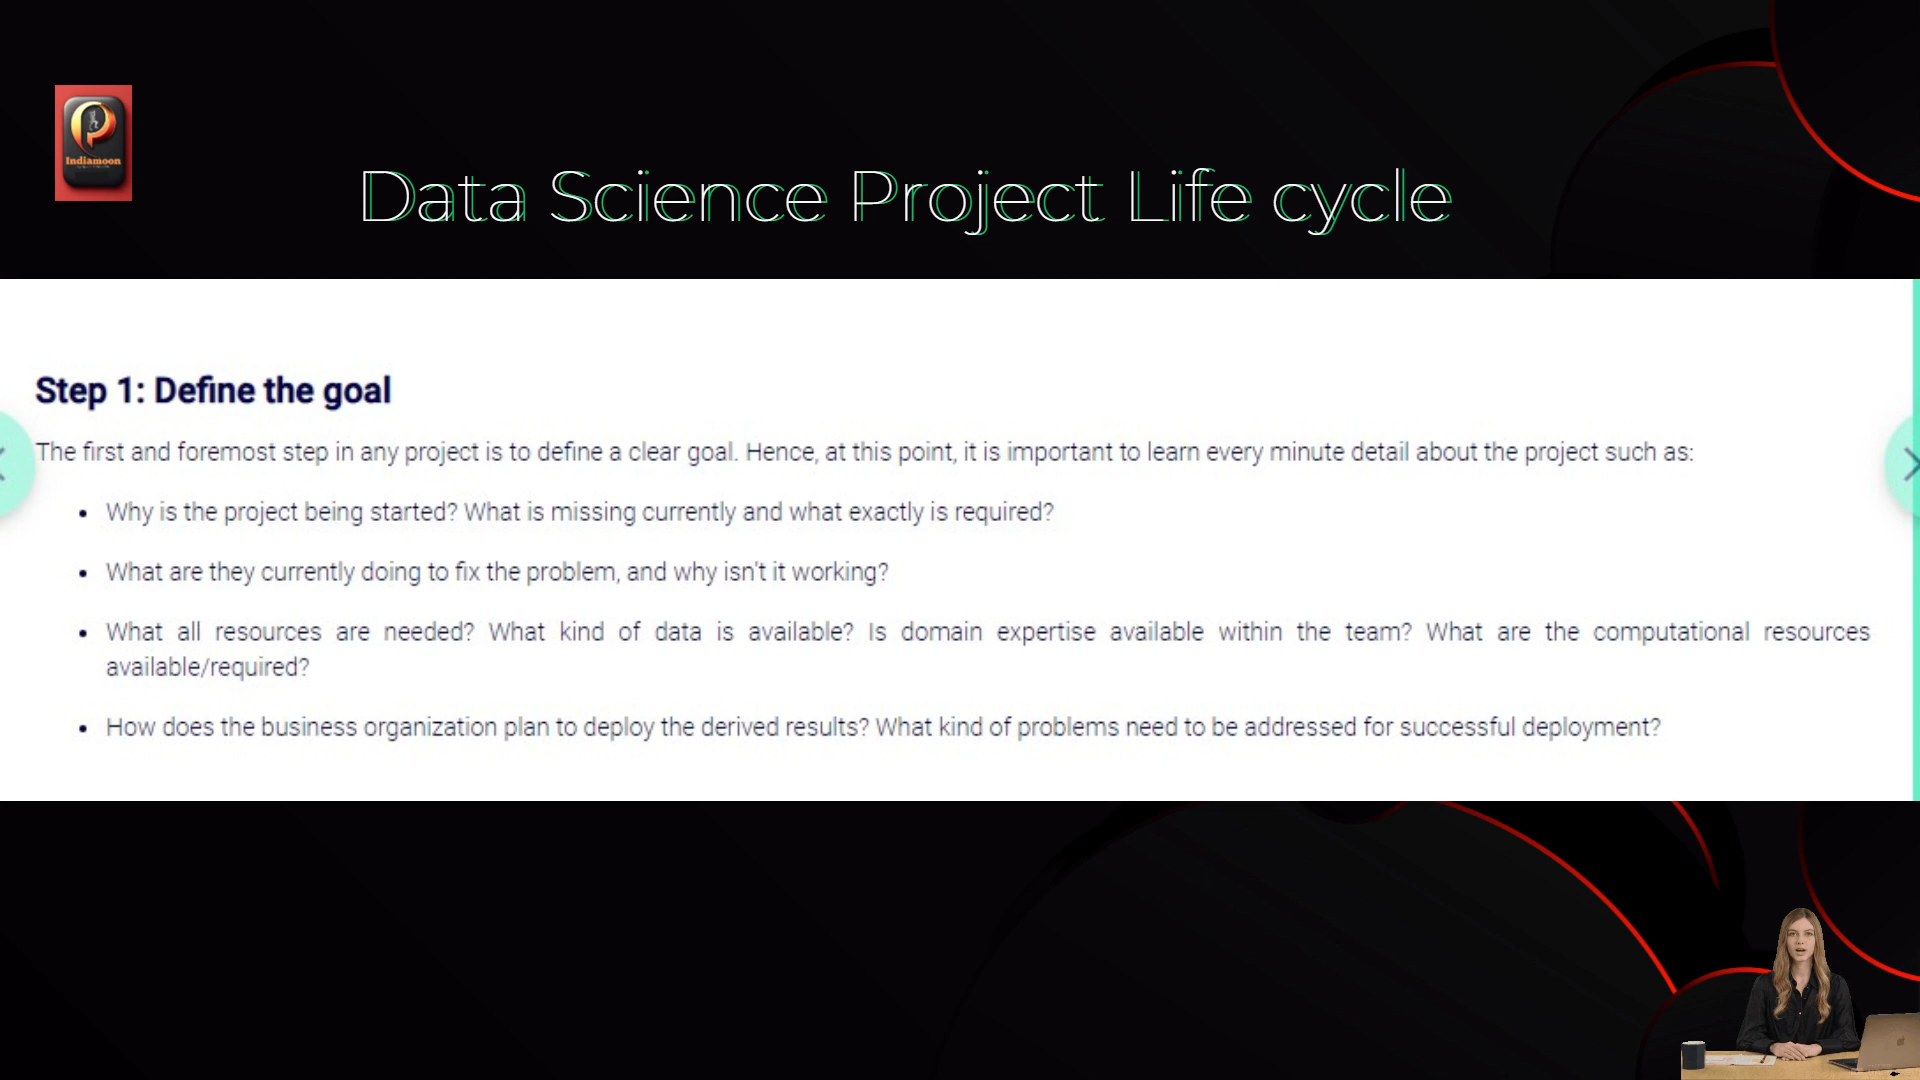 Indiamoon
Data Science Project Life cycle
Step 1: Define the goal
The first and foremost step in any project is to define a clear goal. Hence, at this point, it is important to learn every minute detail about the project such as:
• Why is the project being started? What is missing currently and what exactly is required?
• What are they currently doing to fix the problem, and why isn't it working?
• What all resources are needed? What kind of data is available? Is domain expertise available within the team? What are the computational resources
available/required?
• How does the business organization plan to deploy the derived results? What kind of problems need to be addressed for successful deployment?